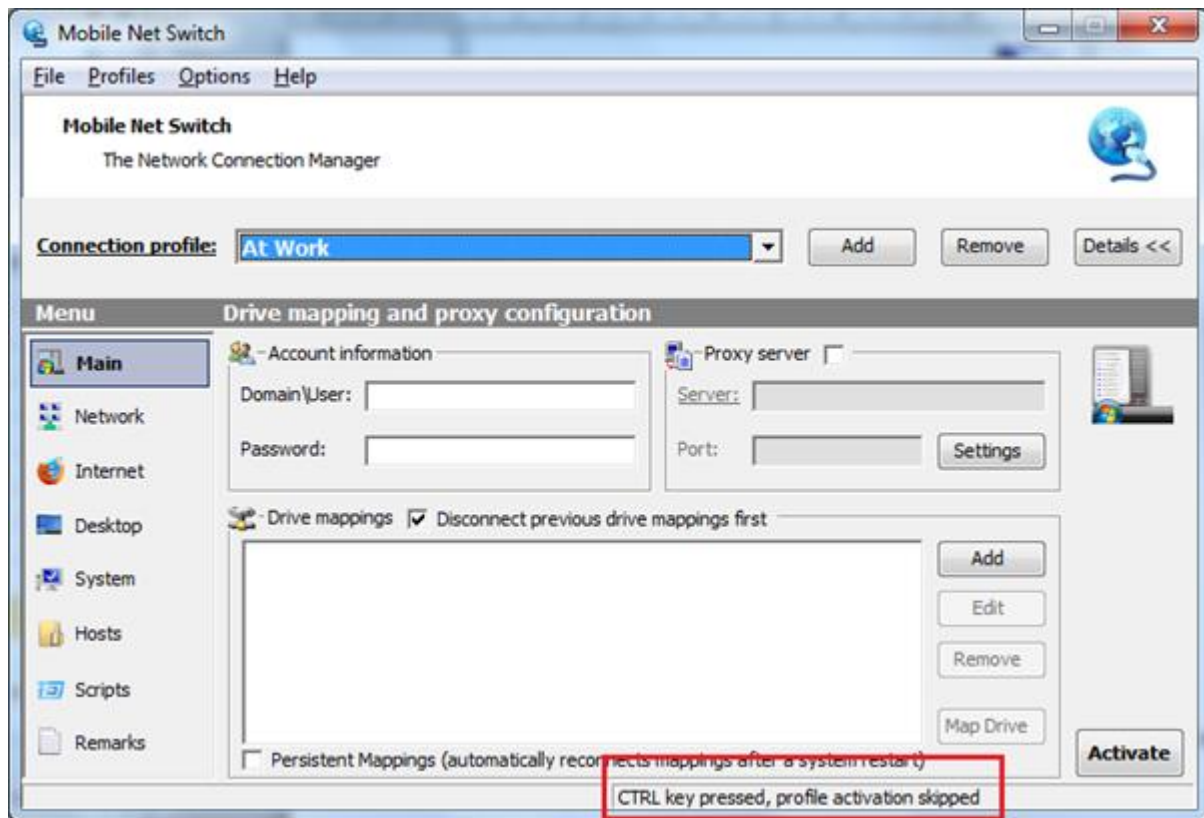 Mobile Net Switch
File Profiles Options Help
Mobile Net Switch
The Network Connection Manager
Connection profile: At Work Add Remove Details <<
Menu Drive mapping and proxy configuration
Main
Network
Internet
Desktop
System
Hosts
Scripts
Remarks
Account information
Domain\User:
Password:
Proxy server
Server:
Port: Settings
Drive mappings Disconnect previous drive mappings first
Add
Edit
Remove
Map Drive
Persistent Mappings (automatically reconnects mappings after a system restart)
Activate
CTRL key pressed, profile activation skipped